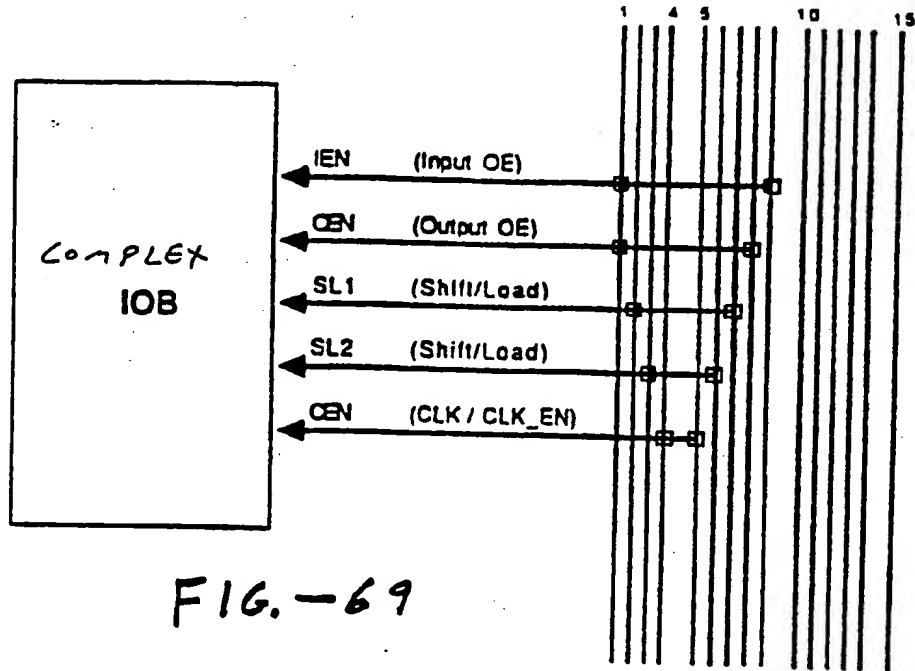 1 4 5 10 15
IEN (Input OE)
OEN (Output OE)
COMPLEX
IOB
SL1 (Shift/Load)
SL2 (Shift/Load)
CEN (CLK / CLK_EN)
FIG.-69